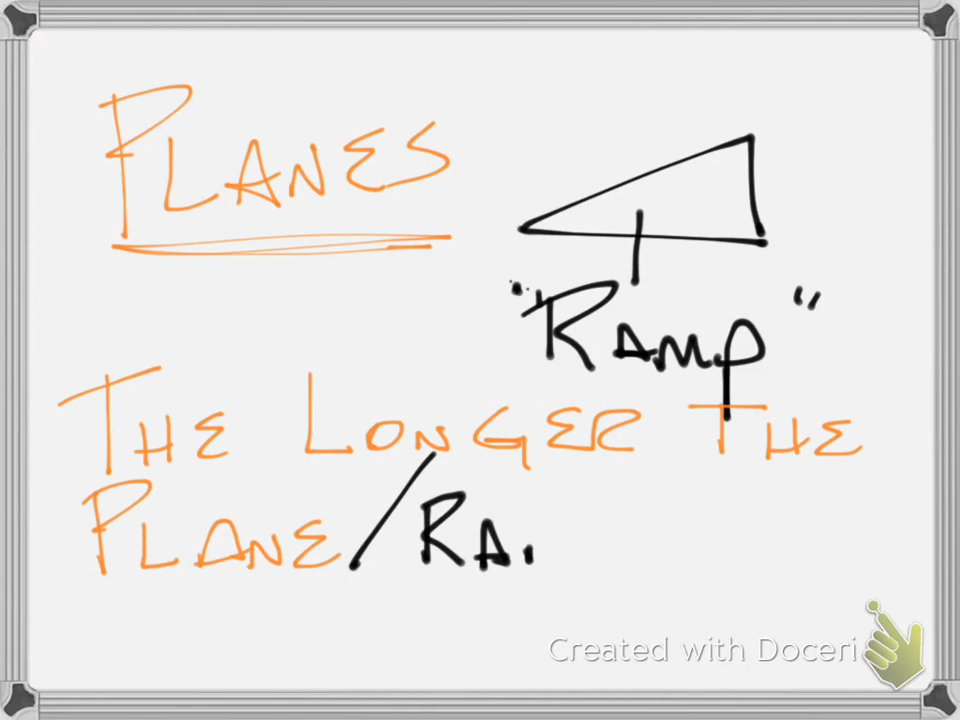 PLANES
"RAMP"
THE LONGER THE
PLANE/RA
Created with Doceri